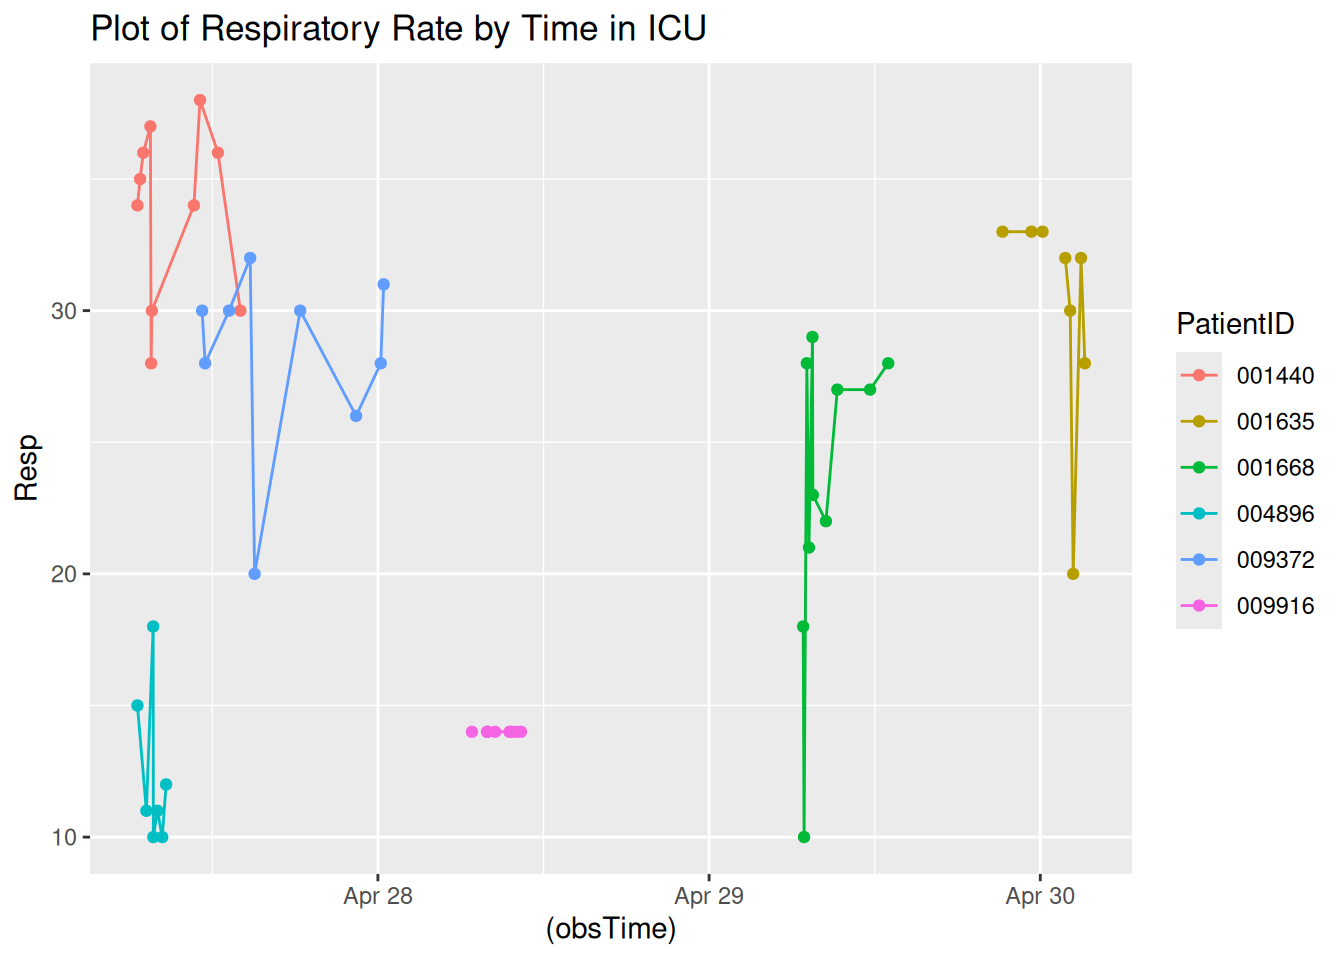 Plot of Respiratory Rate by Time in ICU
Resp
30
20
10
Apr 28
Apr 29
Apr 30
(obsTime)
PatientID
001440
001635
001668
004896
009372
009916